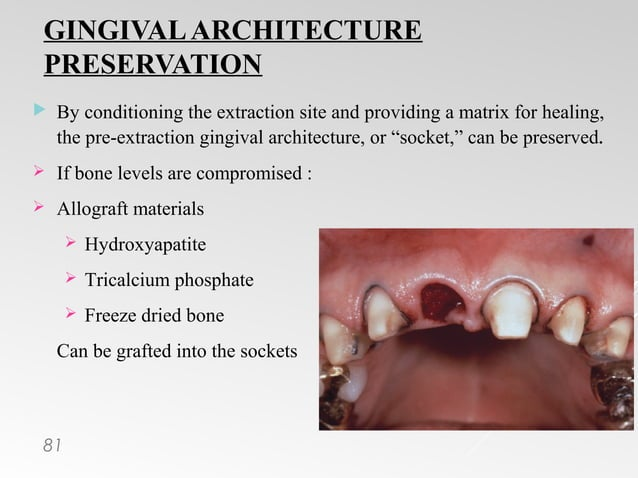 GINGIVAL ARCHITECTURE
PRESERVATION
By conditioning the extraction site and providing a matrix for healing,
the pre-extraction gingival architecture, or “socket,” can be preserved.
If bone levels are compromised :
Allograft materials
Hydroxyapatite
Tricalcium phosphate
Freeze dried bone
Can be grafted into the sockets
81